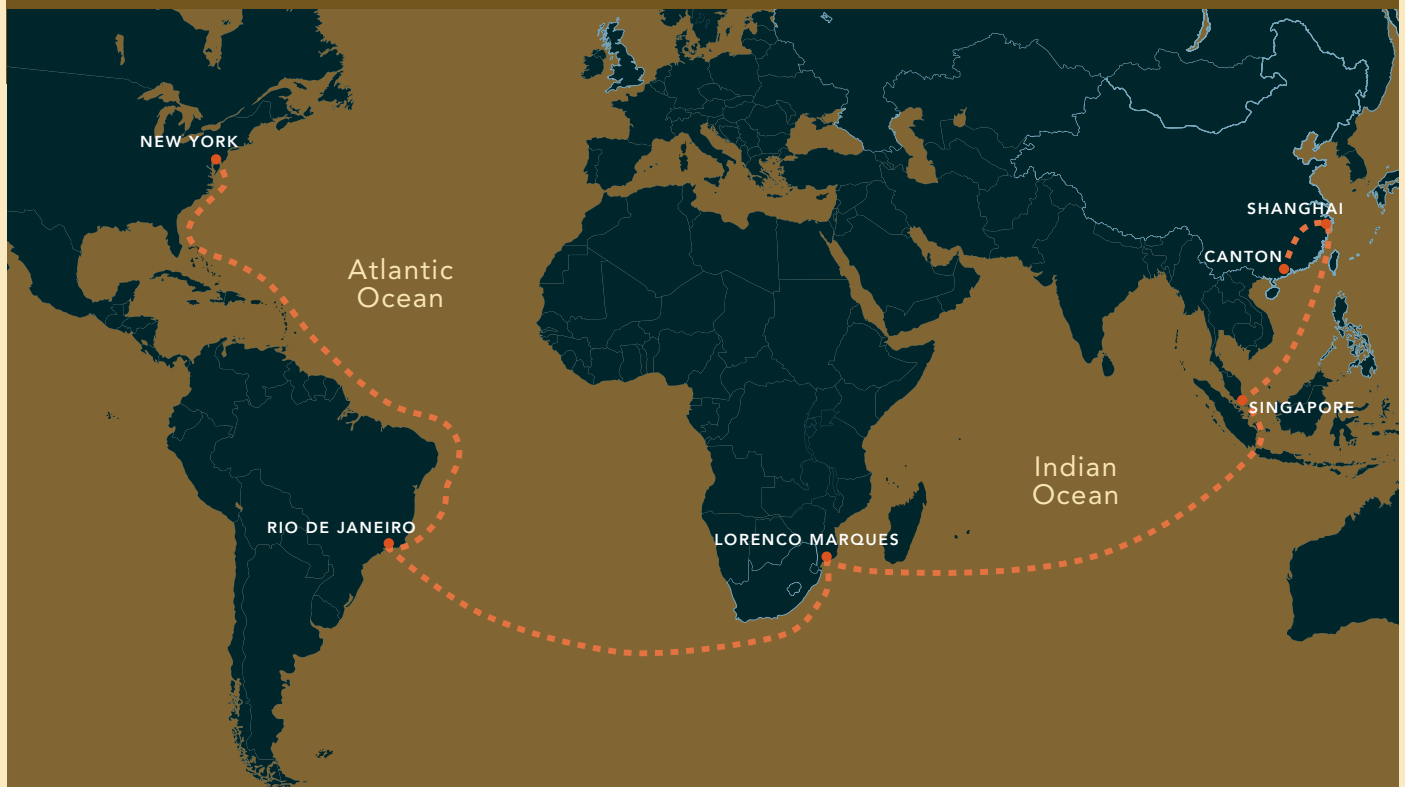 NEW YORK
SHANGHAI
CANTON
Atlantic
Ocean
SINGAPORE
Indian
Ocean
RIO DE JANEIRO
LORENCO MARQUES